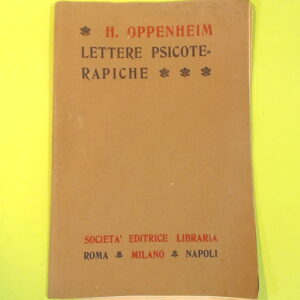 H. OPPENHEIM
LETTERE PSICOTE-
RAPICHE
SOCIETA' EDITRICE LIBRARIA
ROMA MILANO NAPOLI